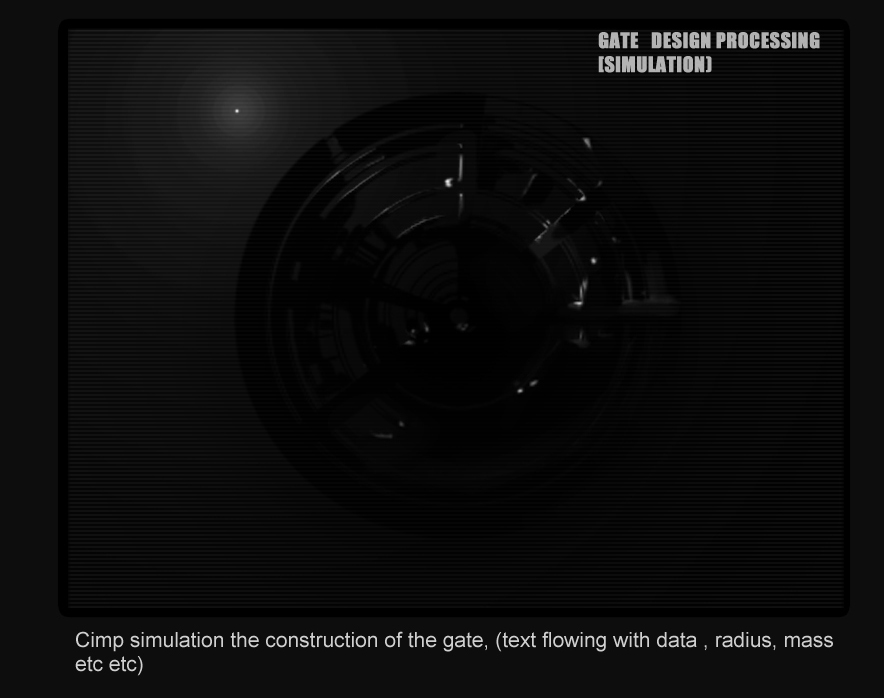 GATE DESIGN PROCESSING
[SIMULATION)
Cimp simulation the construction of the gate, (text flowing with data , radius, mass
etc etc)